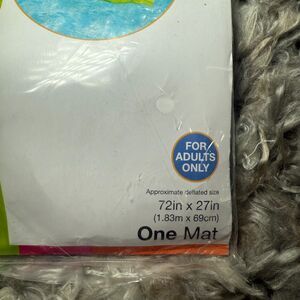 FOR
ADULTS
ONLY
Approximate deflated size
72in x 27in
(1.83m x 69cm)
One Mat